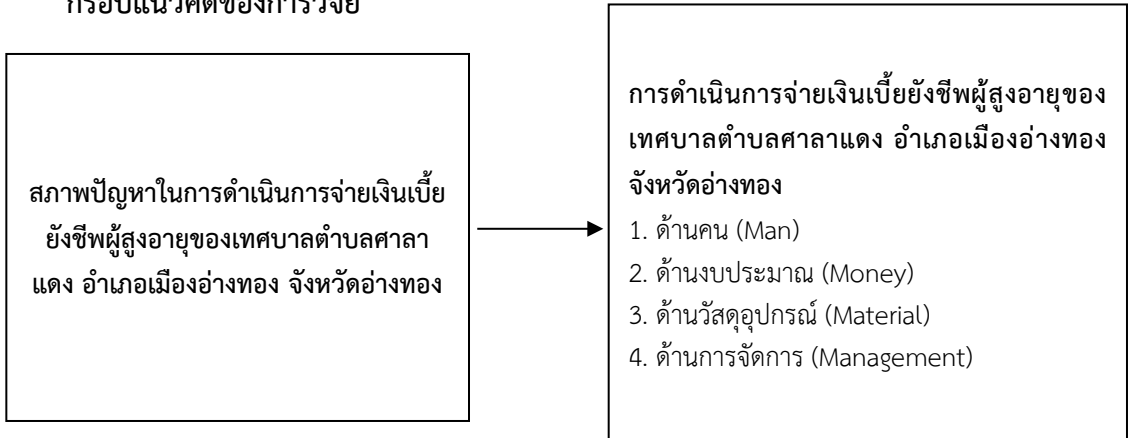 กรอบแนวคิดของการวิจัย
สภาพปัญหาในการดำเนินการจ่ายเงินเบี้ย
ยังชีพผู้สูงอายุของเทศบาลตำบลศาลา
แดง อำเภอเมืองอ่างทอง จังหวัดอ่างทอง
การดำเนินการจ่ายเงินเบี้ยยังชีพผู้สูงอายุของ
เทศบาลตำบลศาลาแดง อำเภอเมืองอ่างทอง
จังหวัดอ่างทอง
1. ด้านคน (Man)
2. ด้านงบประมาณ (Money)
3. ด้านวัสดุอุปกรณ์ (Material)
4. ด้านการจัดการ (Management)